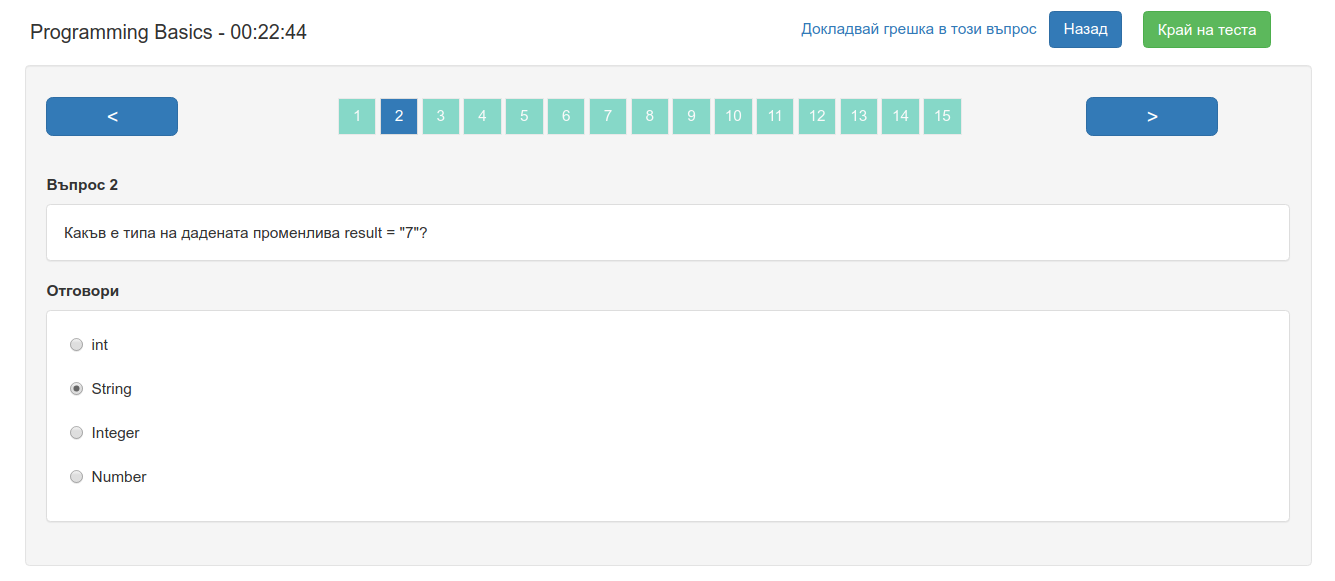 Programming Basics - 00:22:44
Докладвай грешка в този въпрос
Назад
Край на теста
< 1 2 3 4 5 6 7 8 9 10 11 12 13 14 15 >
Въпрос 2
Какъв е типа на дадената променлива result = "7"?
Отговори
int
String
Integer
Number